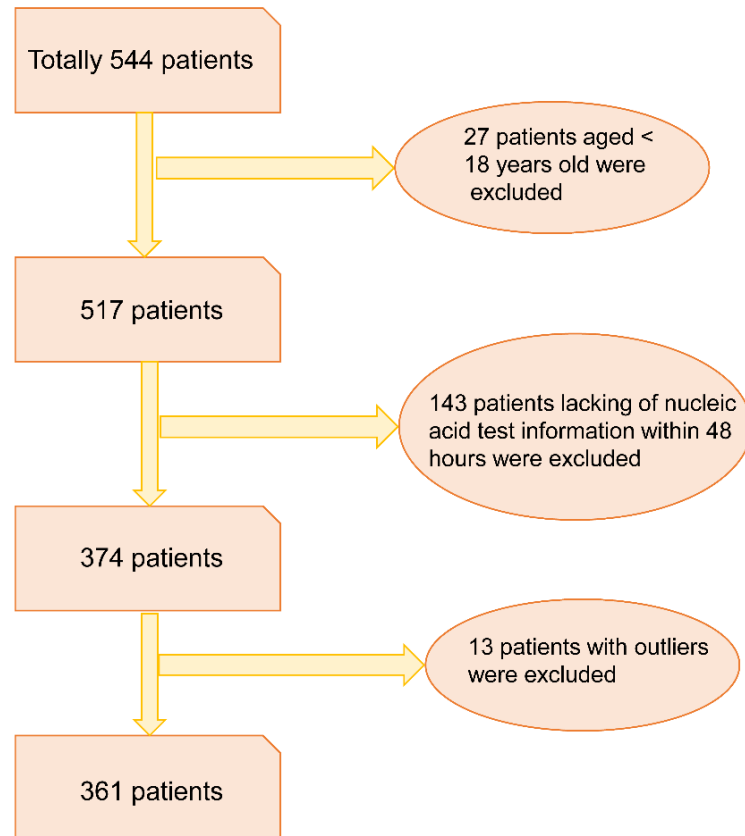 Totally 544 patients
27 patients aged <
18 years old were
excluded
517 patients
143 patients lacking of nucleic
acid test information within 48
hours were excluded
374 patients
13 patients with outliers
were excluded
361 patients